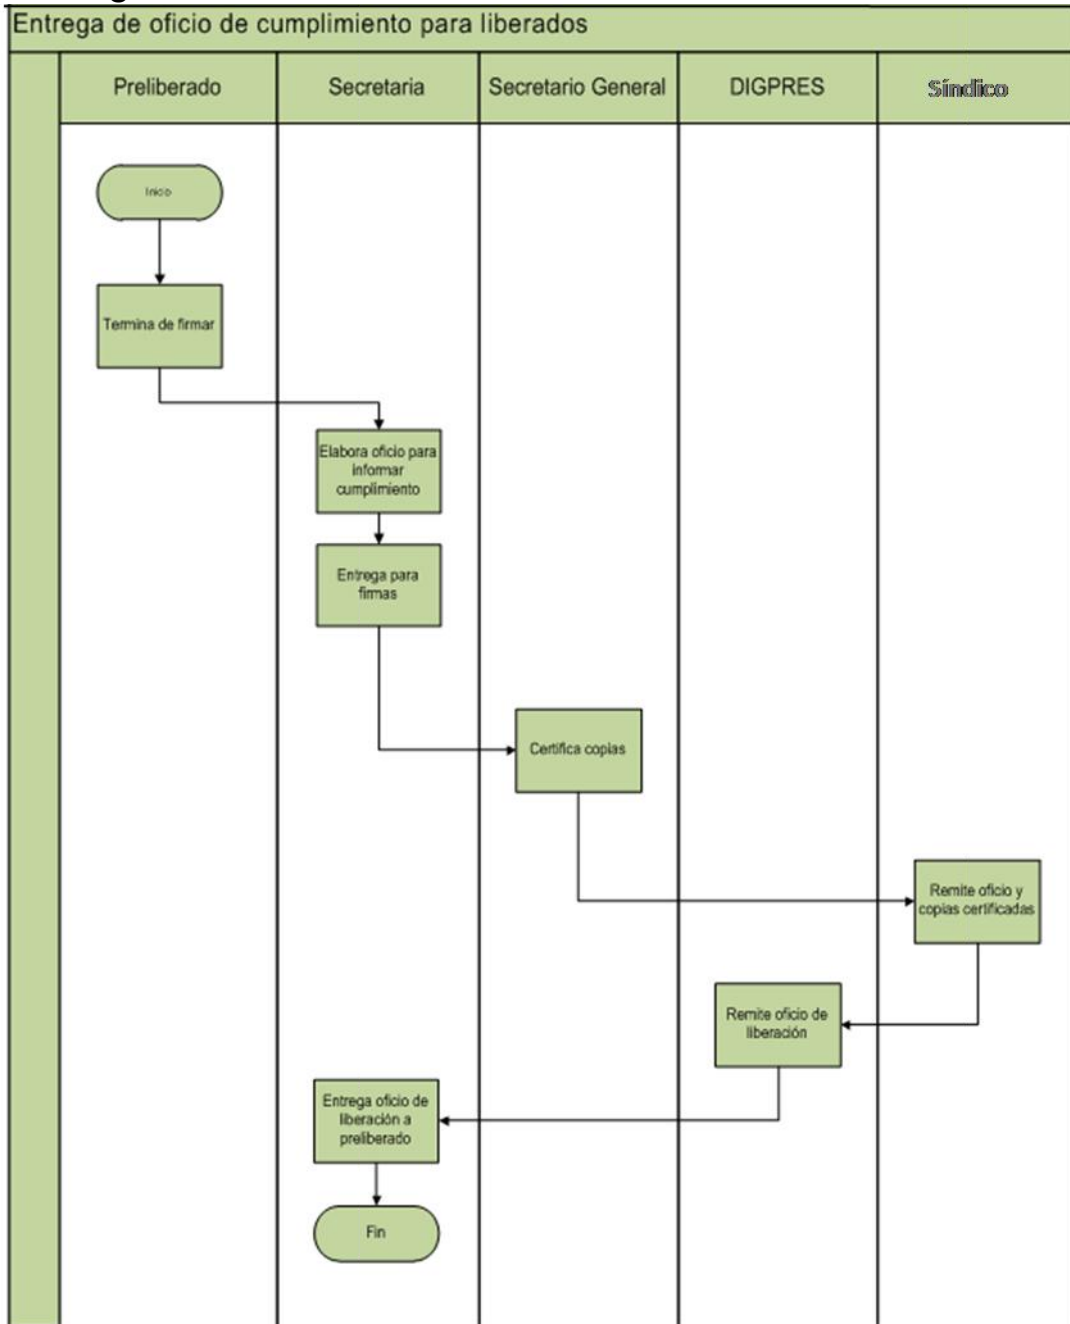 Entrega de oficio de cumplimiento para liberados
Preliberado
Secretaria
Secretario General
DIGPRES
Síndico
Inicio
Termina de firmar
Elabora oficio para
informar
cumplimiento
Entrega para
firmas
Certifica copias
Remite oficio y
copias certificadas
Remite oficio de
liberación
Entrega oficio de
liberación a
preliberado
Fin